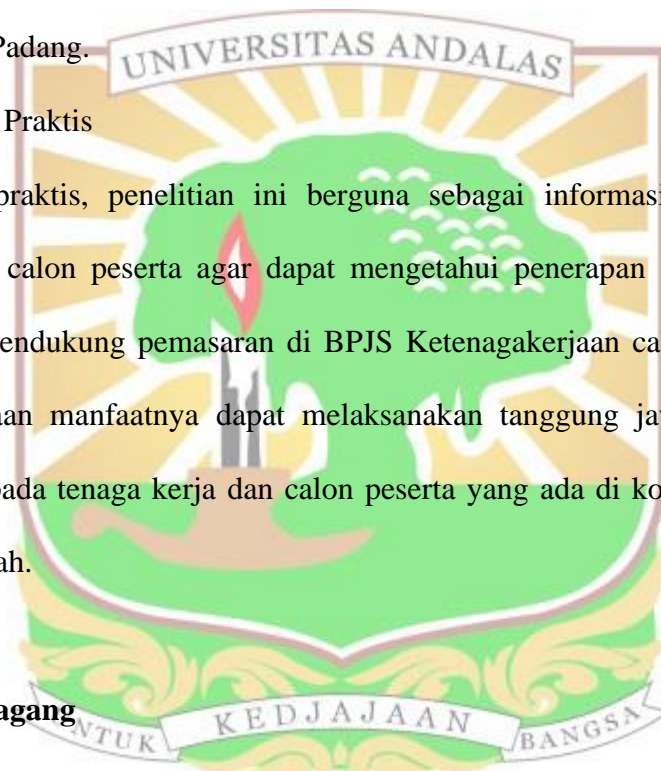 Padang.
UNIVERSITAS ANDALAS
Praktis
praktis, penelitian ini berguna sebagai informasi
calon peserta agar dapat mengetahui penerapan
endukung pemasaran di BPJS Ketenagakerjaan ca
an manfaatnya dapat melaksanakan tanggung ja
ada tenaga kerja dan calon peserta yang ada di ko
ah.
agang
NTUK KEDJAJAAN BANGSA